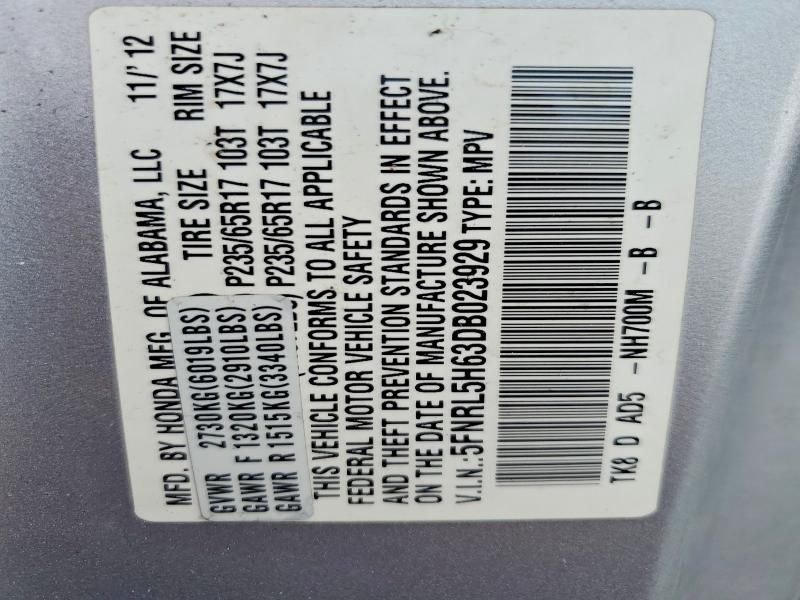 MFD. BY HONDA MFG. OF ALABAMA, LLC 11/'12
TIRE SIZE RIM SIZE
GVWR 2730KG(6019LBS)
GAWR F 1320KG(2910LBS) P235/65R17 103T 17X7J
GAWR R 1515KG(3340LBS) P235/65R17 103T 17X7J
THIS VEHICLE CONFORMS TO ALL APPLICABLE
FEDERAL MOTOR VEHICLE SAFETY
AND THEFT PREVENTION STANDARDS IN EFFECT
ON THE DATE OF MANUFACTURE SHOWN ABOVE.
V.I.N.:5FNRL5H63DB023929 TYPE: MPV
TK8 D AD5 -NH700M - B - B